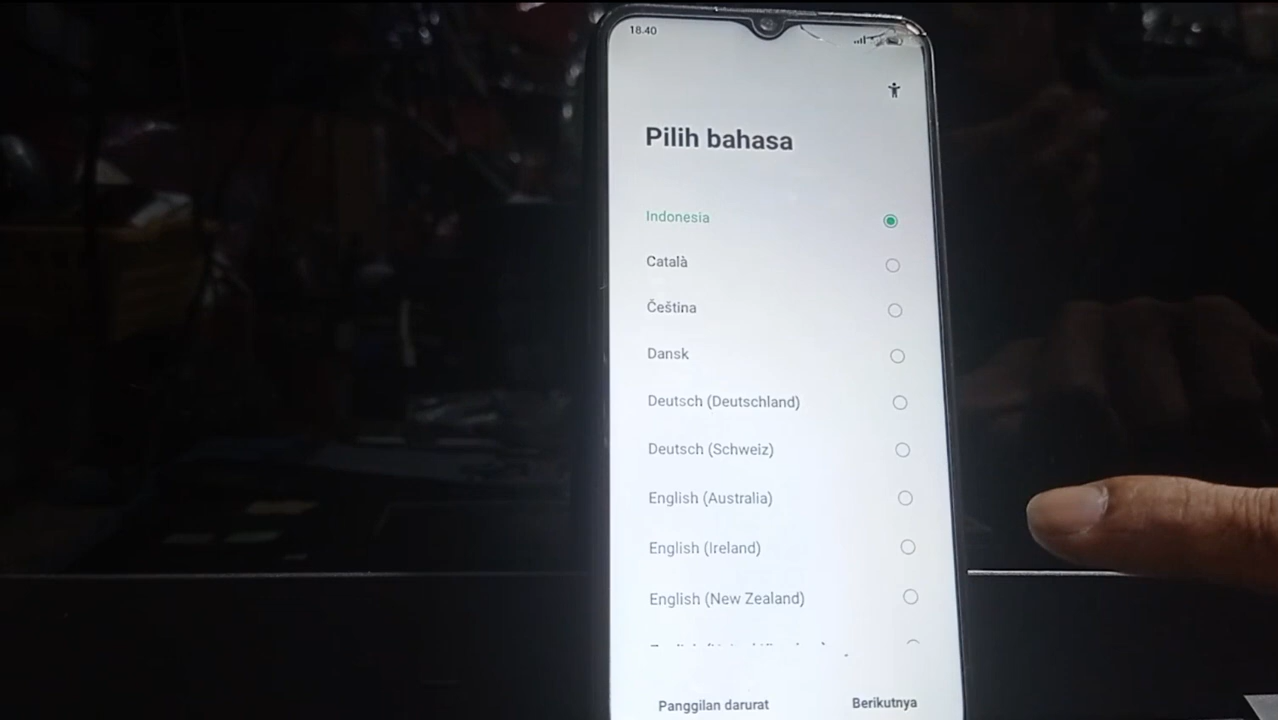 18.40
Pilih bahasa
Indonesia
Català
Čeština
Dansk
Deutsch (Deutschland)
Deutsch (Schweiz)
English (Australia)
English (Ireland)
English (New Zealand)
Panggilan darurat
Berikutnya